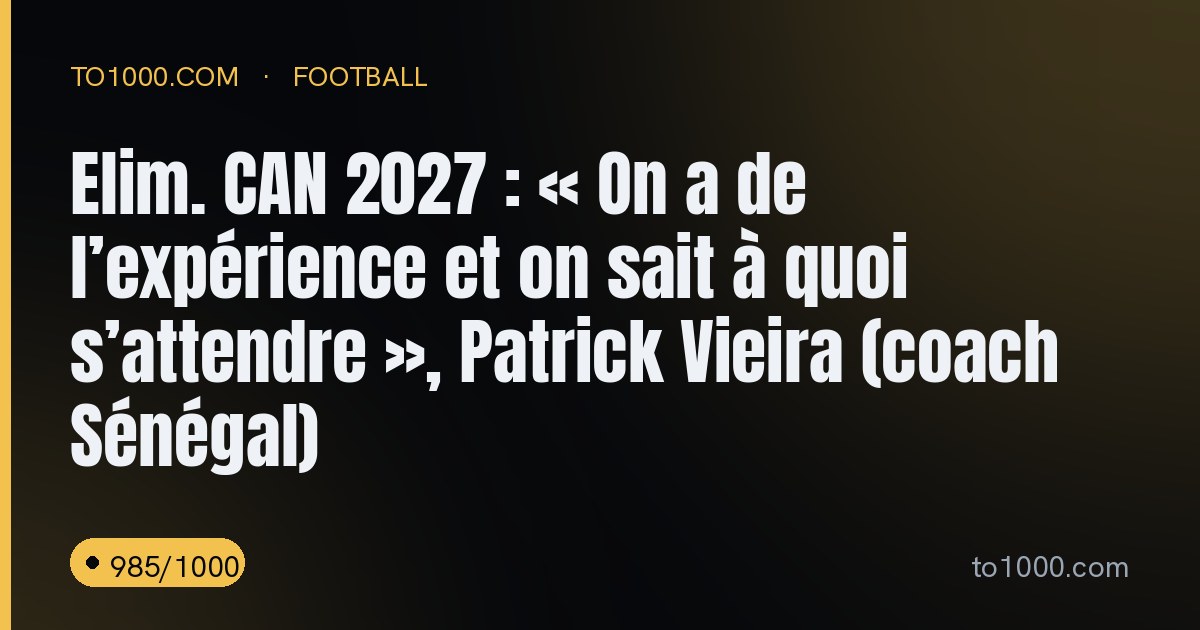 TO1000.COM · FOOTBALL
Elim. CAN 2027 : « On a de
l’expérience et on sait à quoi
s’attendre », Patrick Vieira (coach
Sénégal)
985/1000
to1000.com